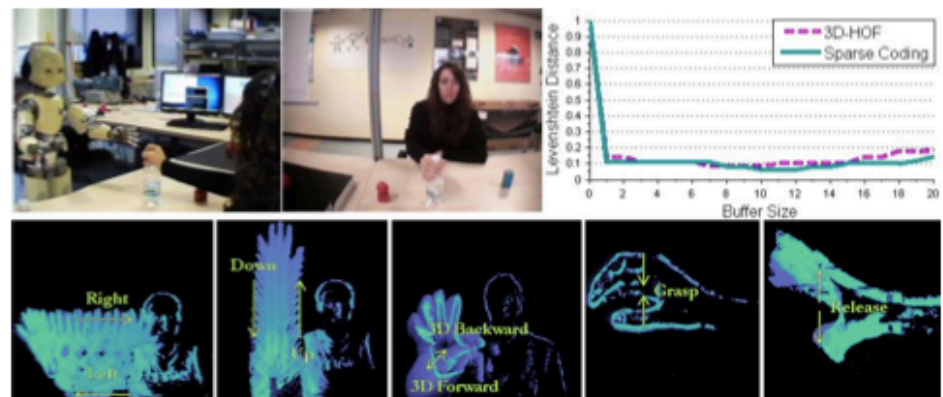 3D-HOF
Sparse Coding
Levenshtein Distance
1
0.9
0.8
0.7
0.6
0.5
0.4
0.3
0.2
0.1
0
0 2 4 6 8 10 12 14 16 18 20
Buffer Size
Right
Left
Down
Up
3D Backward
3D Forward
Grasp
Release